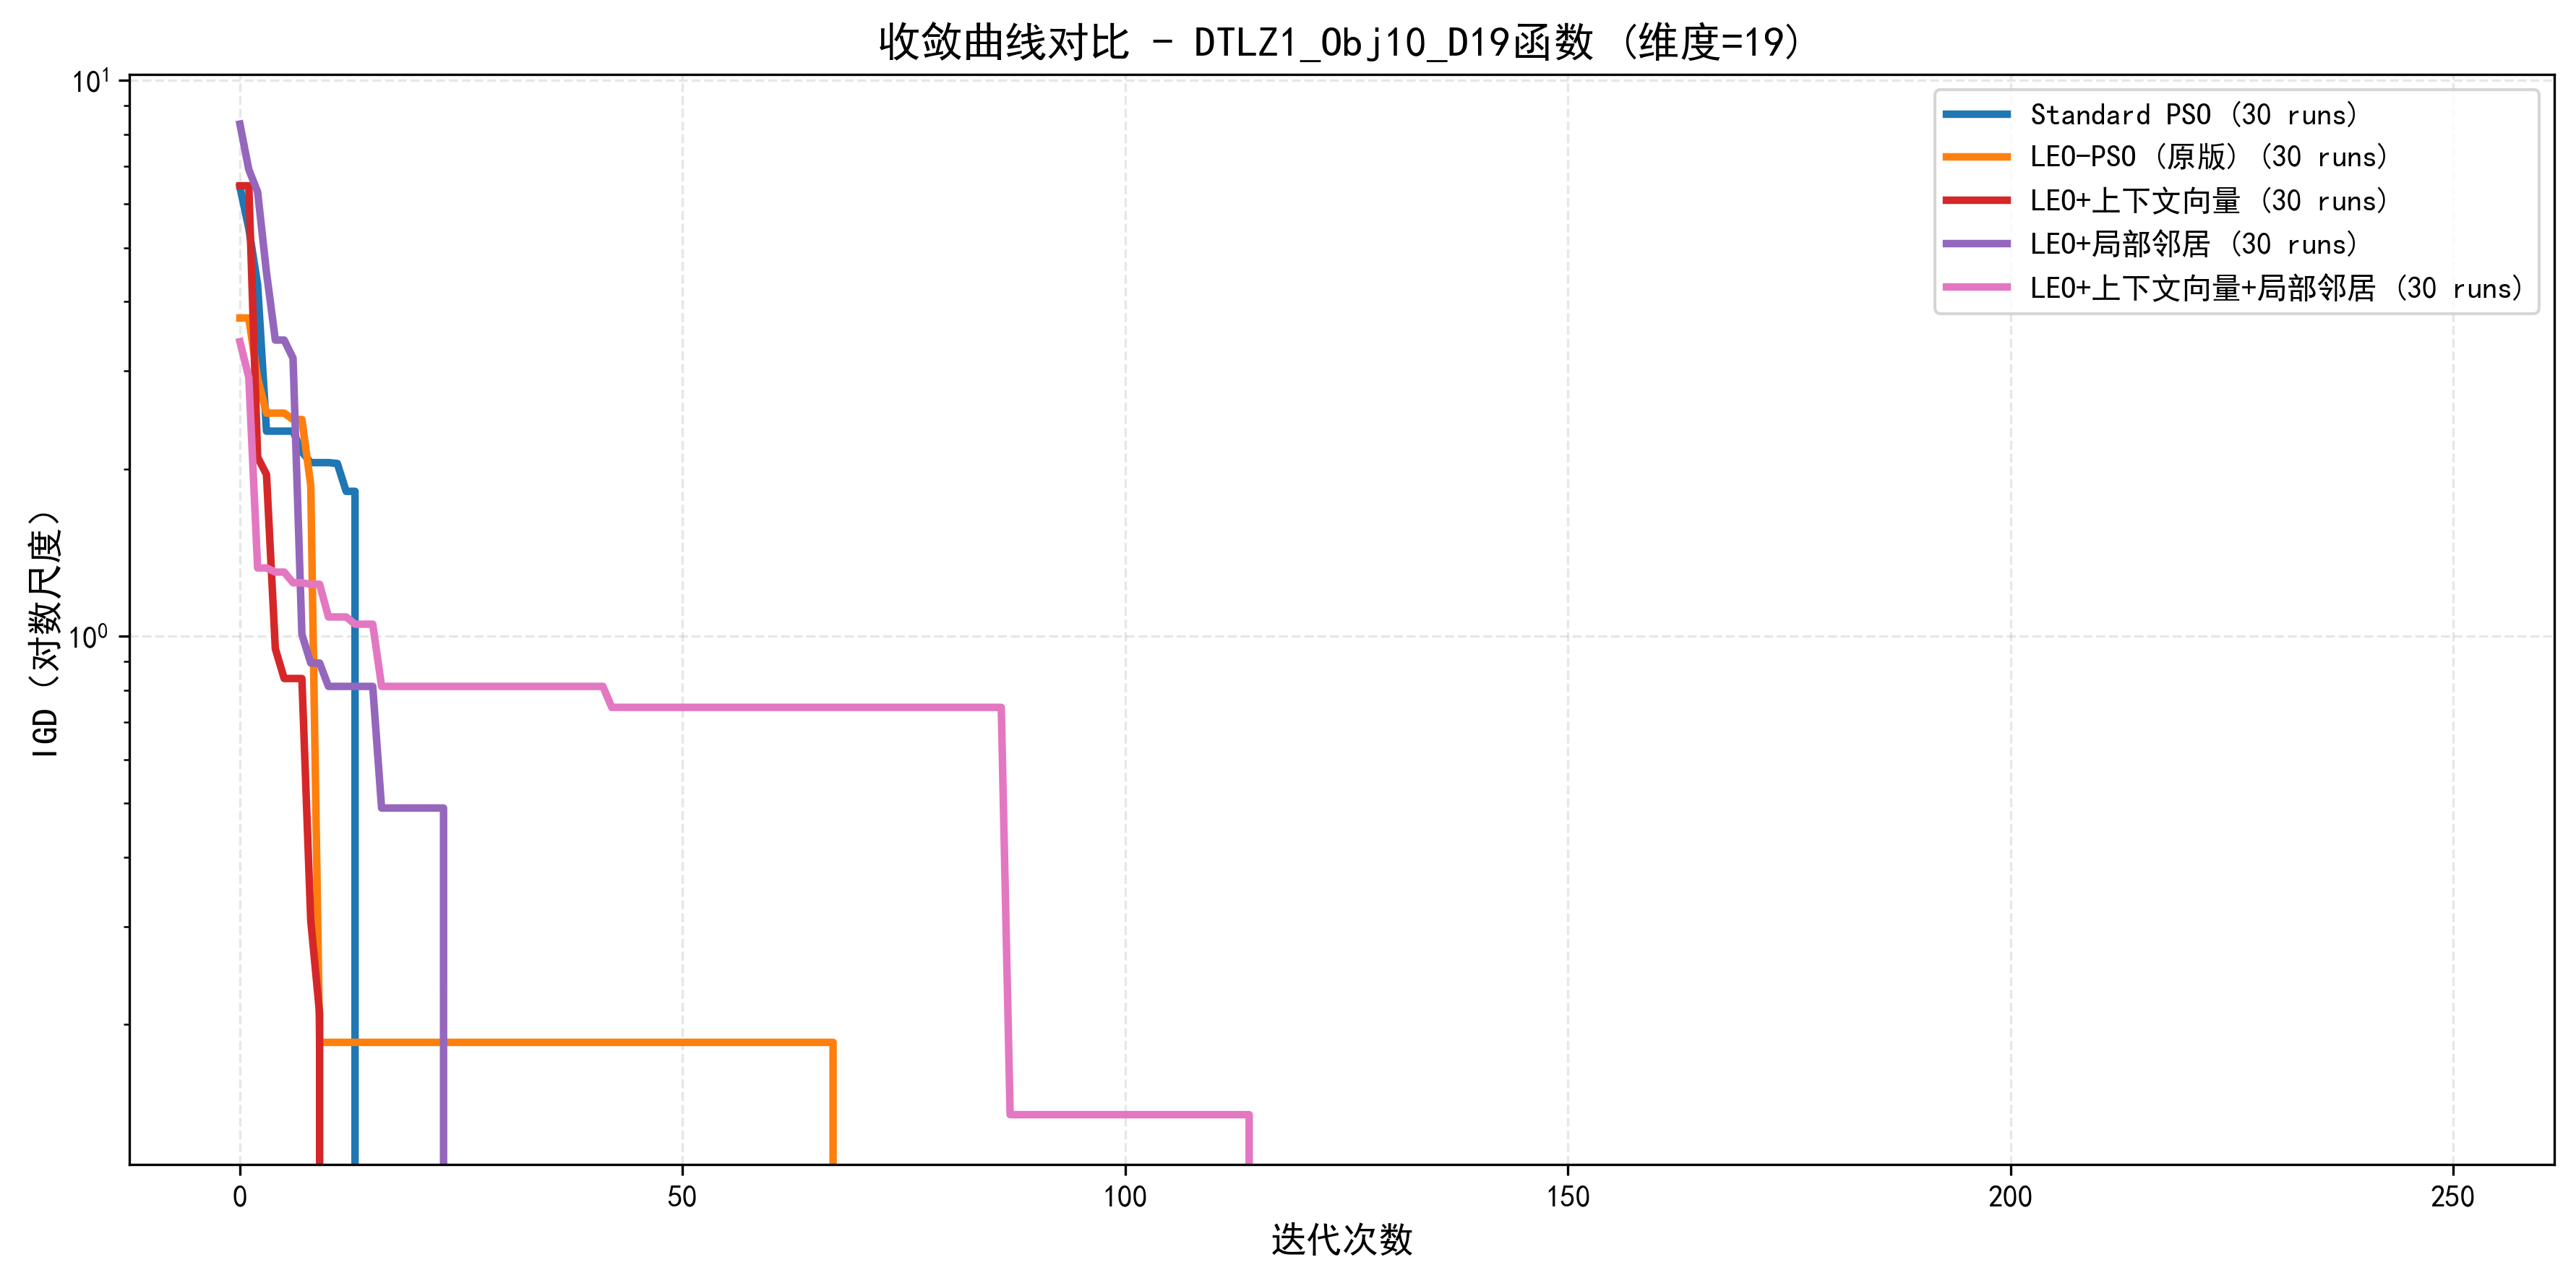 收敛曲线对比 - DTLZ1_Obj10_D19函数 (维度=19)
10¹
10⁰
IGD (对数尺度)
Standard PSO (30 runs)
LEO-PSO (原版) (30 runs)
LEO+上下文向量 (30 runs)
LEO+局部邻居 (30 runs)
LEO+上下文向量+局部邻居 (30 runs)
0 50 100 150 200 250
迭代次数